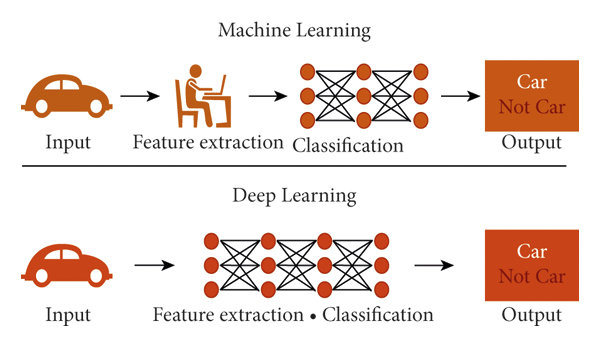 Machine Learning
Car
Not Car
Input
Feature extraction
Classification
Output
Deep Learning
Car
Not Car
Input
Feature extraction • Classification
Output